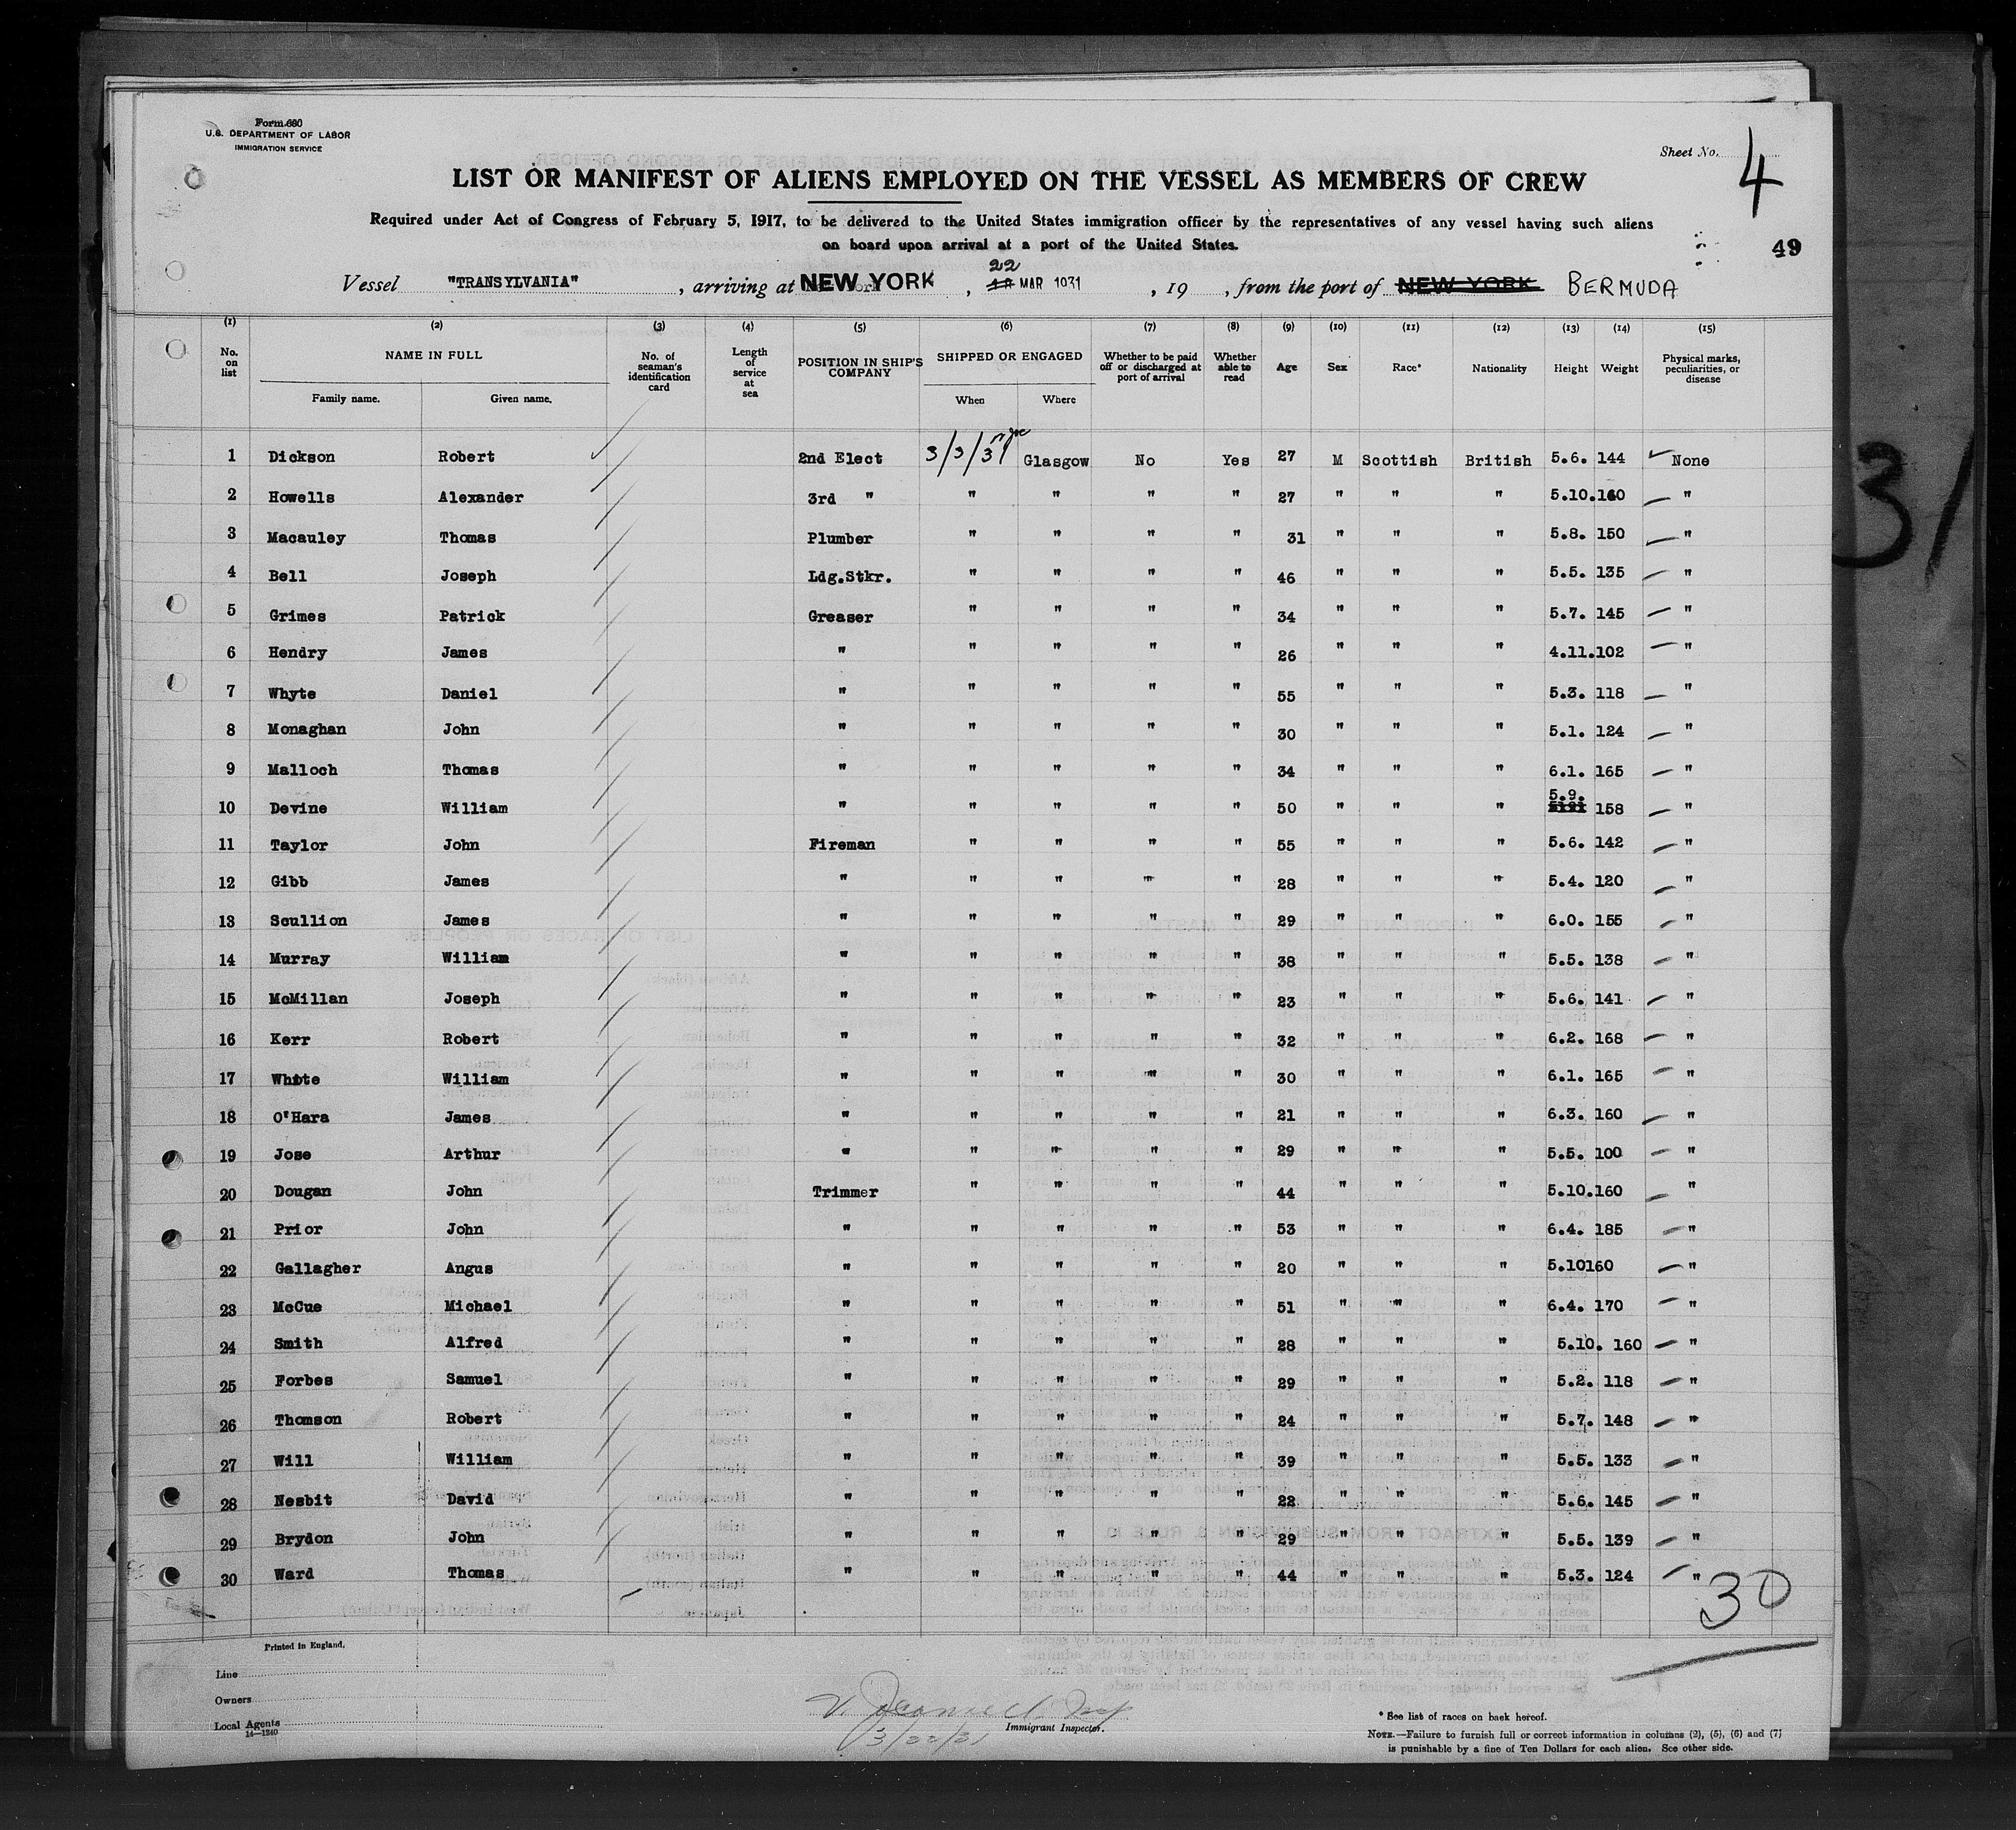 Form 680
U.S. DEPARTMENT OF LABOR
IMMIGRATION SERVICE
Sheet No. 4
LIST OR MANIFEST OF ALIENS EMPLOYED ON THE VESSEL AS MEMBERS OF CREW
Required under Act of Congress of February 5, 1917, to be delivered to the United States immigration officer by the representatives of any vessel having such aliens
on board upon arrival at a port of the United States.
49
22
Vessel "TRANSYLVANIA", arriving at NEW YORK, MAR 1931, 19, from the port of NEW YORK BERMUDA
(1) (2) (3) (4) (5) (6) (7) (8) (9) (10) (11) (12) (13) (14) (15)
No. on list NAME IN FULL Family name. Given name. No. of seaman's identification card Length of service at sea POSITION IN SHIP'S COMPANY SHIPPED OR ENGAGED When Where Whether to be paid off or discharged at port of arrival Whether able to read Age Sex Race* Nationality Height Weight Physical marks, peculiarities, or disease
1 Dickson Robert 2nd Elect 3/3/31 Glasgow No Yes 27 M Scottish British 5.6. 144 None
2 Howells Alexander 3rd " " " " " 27 " " " 5.10. 160 "
3 Macauley Thomas Plumber " " " " 31 " " " 5.8. 150 "
4 Bell Joseph Ldg.Stkr. " " " " 46 " " " 5.5. 135 "
5 Grimes Patrick Greaser " " " " 34 " " " 5.7. 145 "
6 Hendry James " " " " " 26 " " " 4.11. 102 "
7 Whyte Daniel " " " " " 55 " " " 5.3. 118 "
8 Monaghan John " " " " " 30 " " " 5.1. 124 "
9 Malloch Thomas " " " " " 34 " " " 6.1. 165 "
10 Devine William " " " " " 50 " " " 5.9. 158 "
11 Taylor John Fireman " " " " 55 " " " 5.6. 142 "
12 Gibb James " " " " " 28 " " " 5.4. 120 "
13 Scullion James " " " " " 29 " " " 6.0. 155 "
14 Murray William " " " " " 38 " " " 5.5. 138 "
15 McMillan Joseph " " " " " 23 " " " 5.6. 141 "
16 Kerr Robert " " " " " 32 " " " 6.2. 168 "
17 White William " " " " " 30 " " " 6.1. 165 "
18 O'Hara James " " " " " 21 " " " 6.3. 160 "
19 Jose Arthur " " " " " 29 " " " 5.5. 100 "
20 Dougan John Trimmer " " " " 44 " " " 5.10. 160 "
21 Prior John " " " " " 53 " " " 6.4. 185 "
22 Gallagher Angus " " " " " 20 " " " 5.10 160 "
23 McCue Michael " " " " " 51 " " " 6.4. 170 "
24 Smith Alfred " " " " " 28 " " " 5.10. 160 "
25 Forbes Samuel " " " " " 29 " " " 5.2. 118 "
26 Thomson Robert " " " " " 24 " " " 5.7. 148 "
27 Will William " " " " " 39 " " " 5.5. 133 "
28 Nesbit David " " " " " 22 " " " 5.6. 145 "
29 Brydon John " " " " " 29 " " " 5.5. 139 "
30 Ward Thomas " " " " " 44 " " " 5.3. 124 "
30
31
Printed in England.
Line
Owners
Local Agents
14—1240
Immigrant Inspector.
3/22/31
* See list of races on back hereof.
NOTE.—Failure to furnish full or correct information in columns (2), (5), (6) and (7)
is punishable by a fine of Ten Dollars for each alien. See other side.